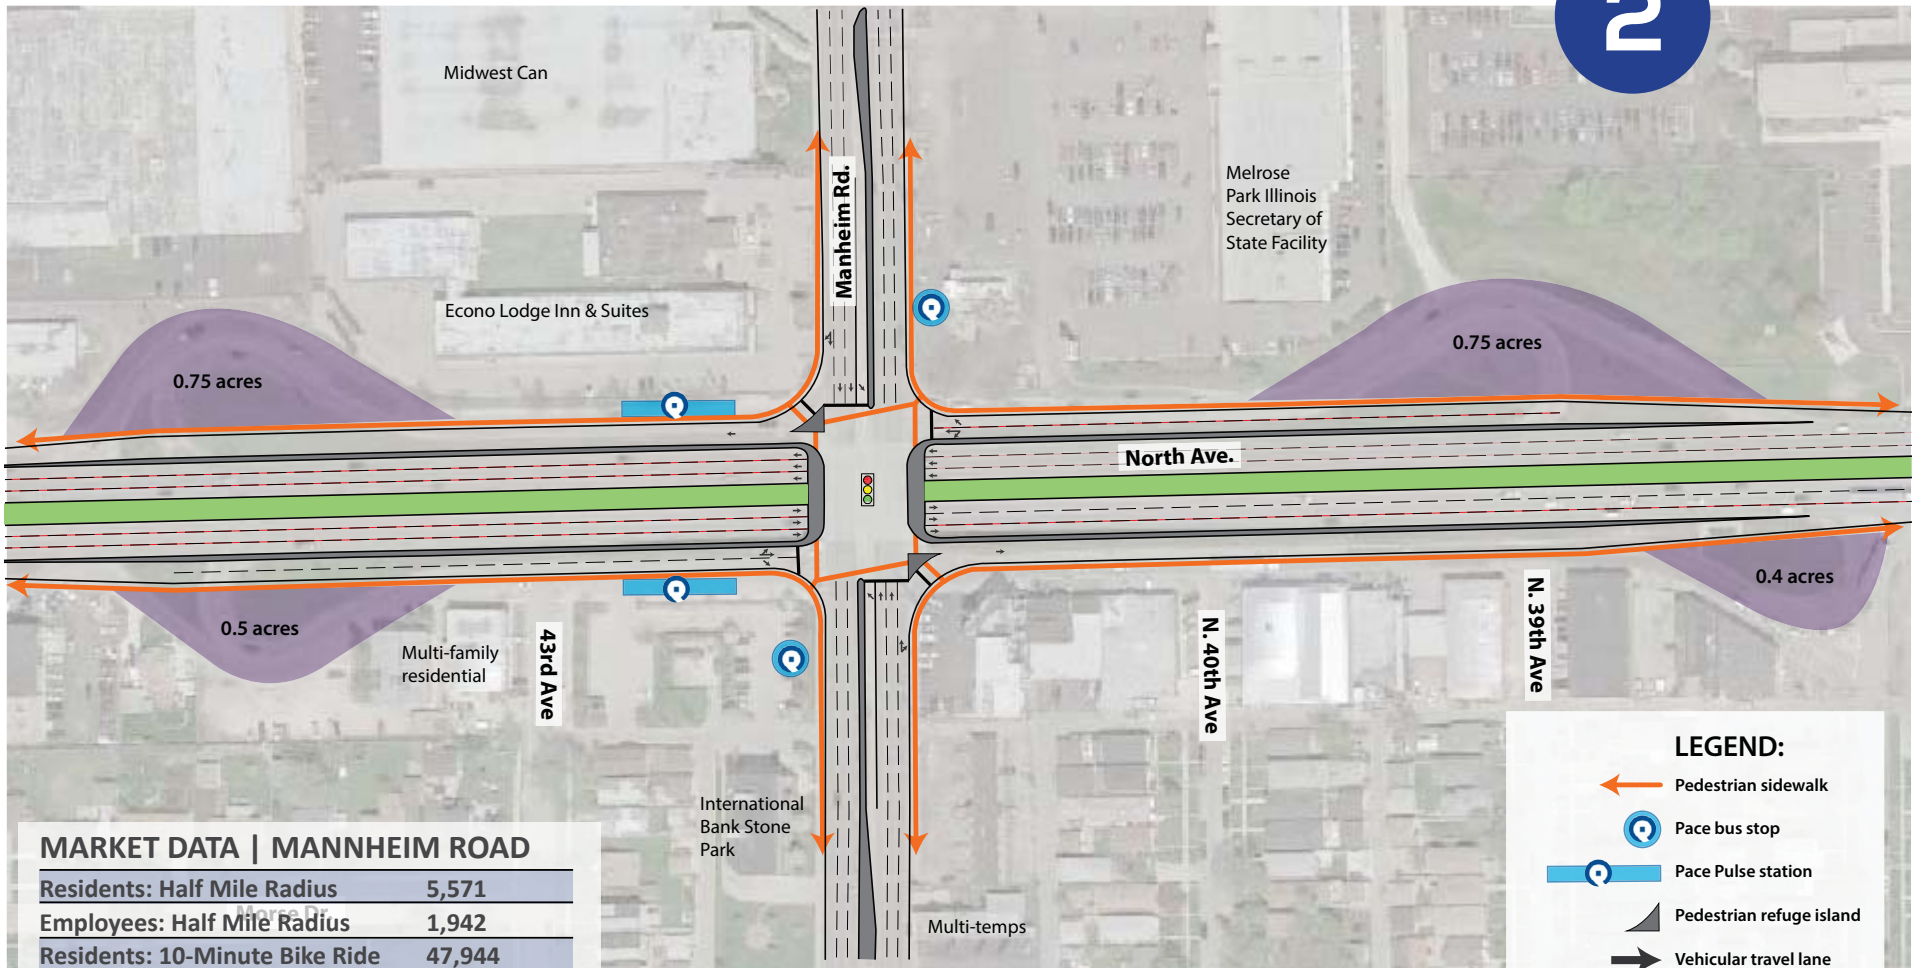 2
Midwest Can
Manheim Rd.
Melrose
Park Illinois
Secretary of
State Facility
Econo Lodge Inn & Suites
0.75 acres
0.75 acres
North Ave.
0.5 acres
0.4 acres
Multi-family
residential
43rd Ave
N. 40th Ave
N. 39th Ave
International
Bank Stone
Park
Multi-temps
MARKET DATA | MANNHEIM ROAD
Residents: Half Mile Radius 5,571
Morse Dr
Employees: Half Mile Radius 1,942
Residents: 10-Minute Bike Ride 47,944
LEGEND:
Pedestrian sidewalk
Pace bus stop
Pace Pulse station
Pedestrian refuge island
Vehicular travel lane